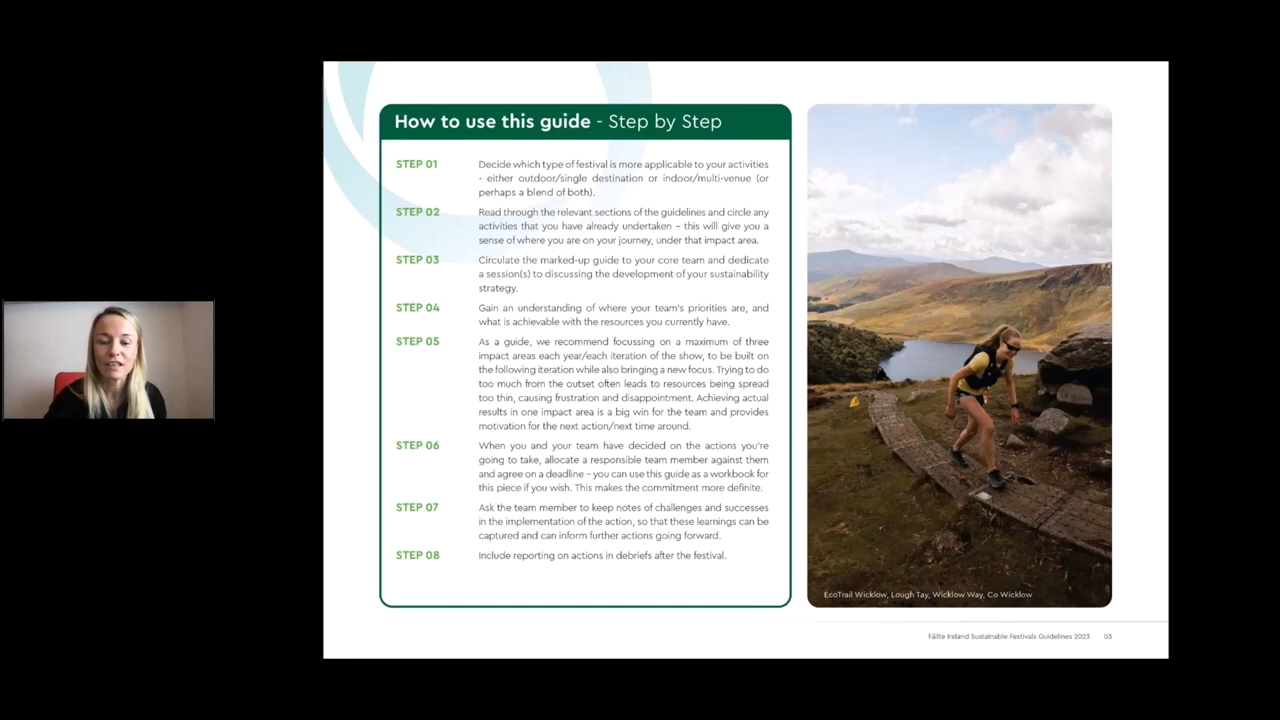 How to use this guide - Step by Step
STEP 01
Decide which type of festival is more applicable to your activities
- either outdoor/single destination or indoor/multi-venue (or
perhaps a blend of both).
STEP 02
Read through the relevant sections of the guidelines and circle any
activities that you have already undertaken – this will give you a
sense of where you are on your journey, under that impact area.
STEP 03
Circulate the marked-up guide to your core team and dedicate
a session(s) to discussing the development of your sustainability
strategy.
STEP 04
Gain an understanding of where your team's priorities are, and
what is achievable with the resources you currently have.
STEP 05
As a guide, we recommend focussing on a maximum of three
impact areas each year/each iteration of the show, to be built on
the following iteration while also bringing a new focus. Trying to do
too much from the outset often leads to resources being spread
too thin, causing frustration and disappointment. Achieving actual
results in one impact area is a big win for the team and provides
motivation for the next action/next time around.
STEP 06
When you and your team have decided on the actions you're
going to take, allocate a responsible team member against them
and agree on a deadline – you can use this guide as a workbook for
this piece if you wish. This makes the commitment more definite.
STEP 07
Ask the team member to keep notes of challenges and successes
in the implementation of the action, so that these learnings can be
captured and can inform further actions going forward.
STEP 08
Include reporting on actions in debriefs after the festival.
EcoTrail Wicklow, Lough Tay, Wicklow Way, Co Wicklow
Fáilte Ireland Sustainable Festivals Guidelines 2023 03